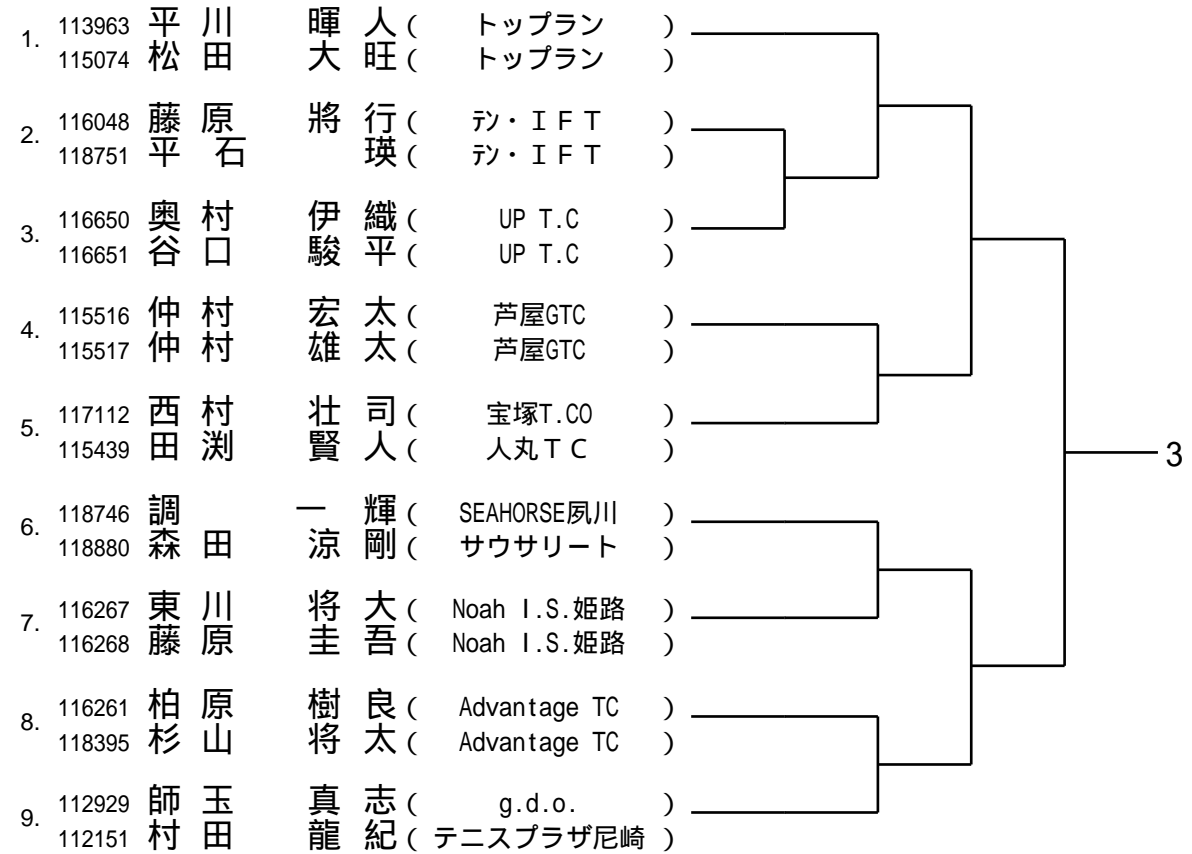 1. 113963 平 川 暉 人 ( トップラン )
115074 松 田 大 旺 ( トップラン )
2. 116048 藤 原 將 行 ( テン・ＩＦＴ )
118751 平 石 瑛 ( テン・ＩＦＴ )
3. 116650 奥 村 伊 織 ( UP T.C )
116651 谷 口 駿 平 ( UP T.C )
4. 115516 仲 村 宏 太 ( 芦屋GTC )
115517 仲 村 雄 太 ( 芦屋GTC )
5. 117112 西 村 壮 司 ( 宝塚T.CO )
115439 田 渕 賢 人 ( 人丸ＴＣ )
3
6. 118746 調 一 輝 ( SEAHORSE夙川 )
118880 森 田 涼 剛 ( サウサリート )
7. 116267 東 川 将 大 ( Noah I.S.姫路 )
116268 藤 原 圭 吾 ( Noah I.S.姫路 )
8. 116261 柏 原 樹 良 ( Advantage TC )
118395 杉 山 将 太 ( Advantage TC )
9. 112929 師 玉 真 志 ( g.d.o. )
112151 村 田 龍 紀 ( テニスプラザ尼崎 )